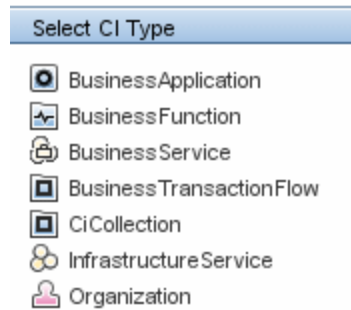 Select CI Type
BusinessApplication
BusinessFunction
BusinessService
BusinessTransactionFlow
CiCollection
InfrastructureService
Organization